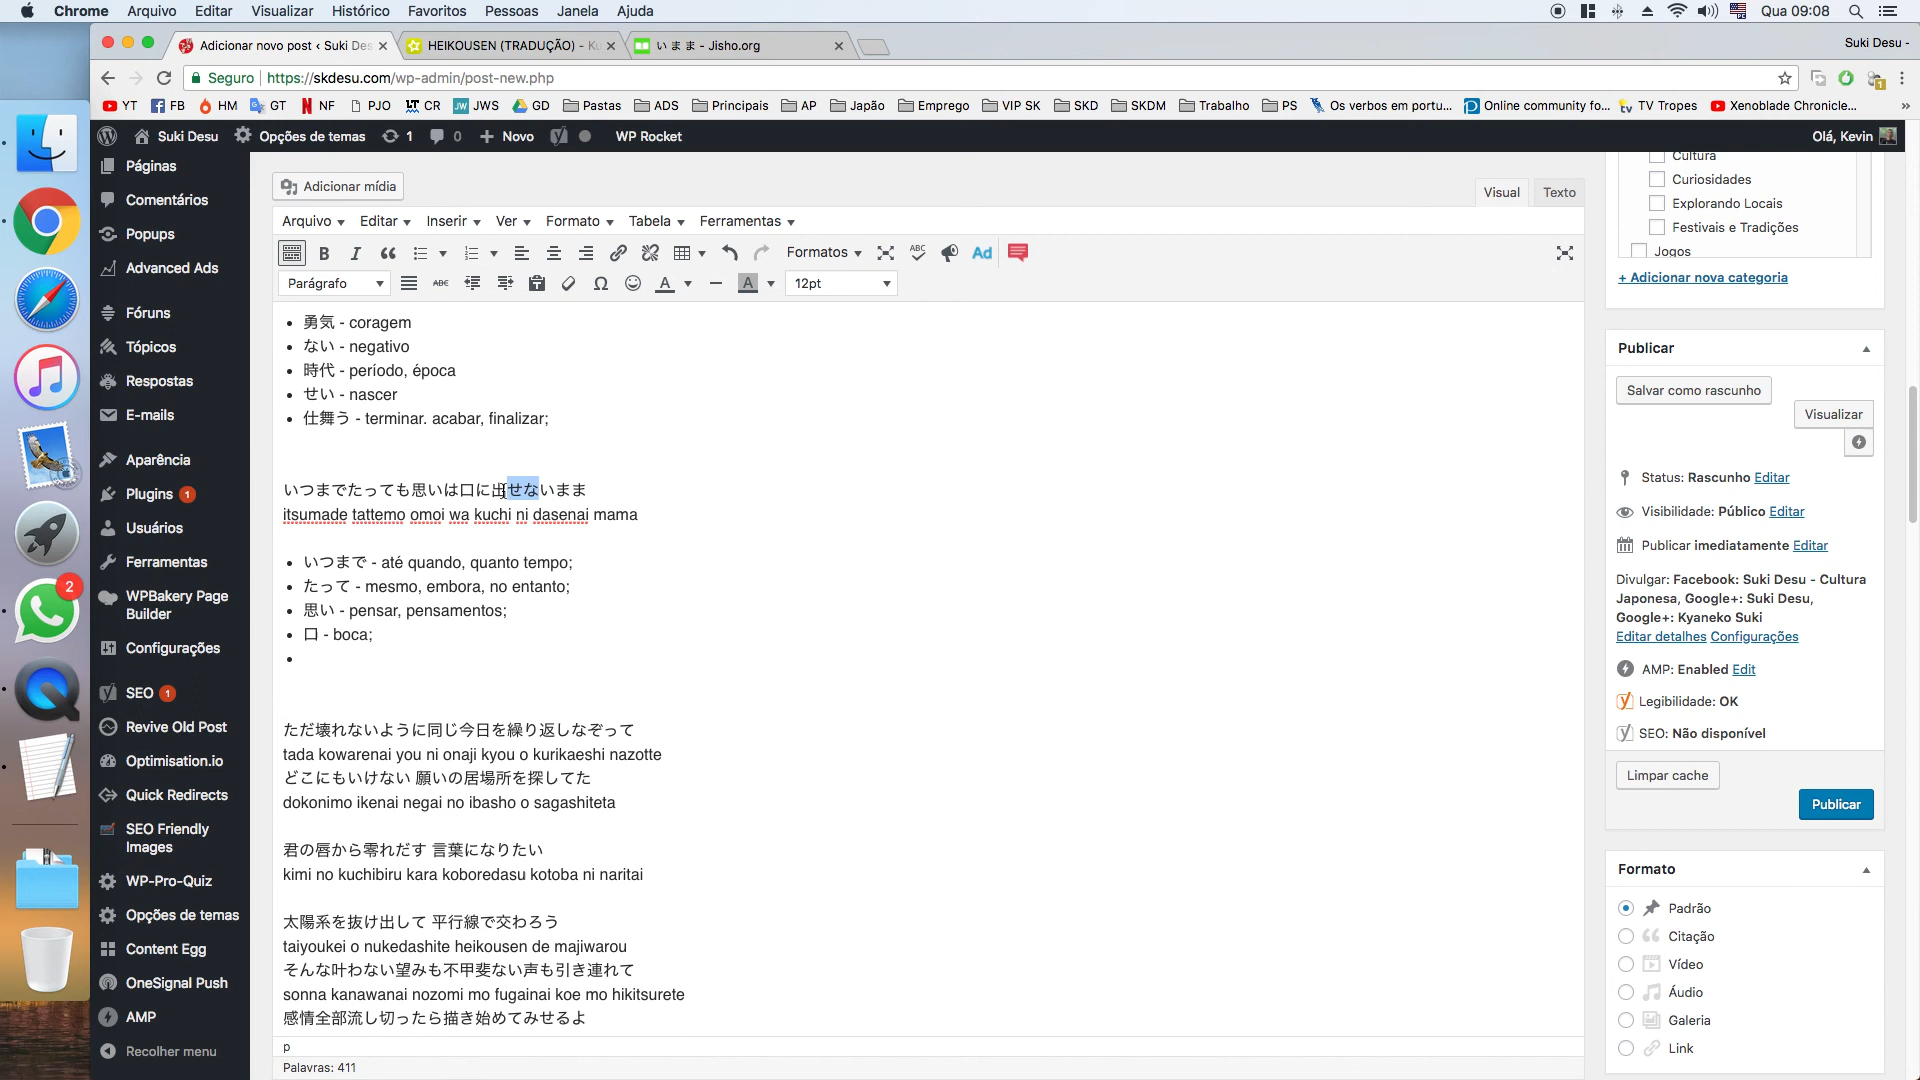 Chrome Arquivo Editar Visualizar Histórico Favoritos Pessoas Janela Ajuda Qua 09:08
Adicionar novo post ‹ Suki Des HEIKOUSEN (TRADUÇÃO) - Ku い ま ま - Jisho.org Suki Desu -
Seguro https://skdesu.com/wp-admin/post-new.php
YT FB HM GT NF PJO CR JWS GD Pastas ADS Principais AP Japão Emprego VIP SK SKD SKDM Trabalho PS Os verbos em portu... Online community fo... TV Tropes Xenoblade Chronicle... »
Suki Desu Opções de temas 1 0 Novo WP Rocket Olá, Kevin
Páginas
Comentários
Popups
Advanced Ads
Fóruns
Tópicos
Respostas
E-mails
Aparência
Plugins 1
Usuários
Ferramentas
WPBakery Page
Builder
Configurações
SEO 1
Revive Old Post
Optimisation.io
Quick Redirects
SEO Friendly
Images
WP-Pro-Quiz
Opções de temas
Content Egg
OneSignal Push
AMP
Recolher menu
2
Adicionar mídia
Visual Texto
Arquivo Editar Inserir Ver Formato Tabela Ferramentas
B I Formatos ABC Ad
Parágrafo ABC Ω A A 12pt
• 勇気 - coragem
• ない - negativo
• 時代 - período, época
• せい - nascer
• 仕舞う - terminar. acabar, finalizar;
いつまでたっても思いは口に出せないまま
itsumade tattemo omoi wa kuchi ni dasenai mama
• いつまで - até quando, quanto tempo;
• たって - mesmo, embora, no entanto;
• 思い - pensar, pensamentos;
• 口 - boca;
•
ただ壊れないように同じ今日を繰り返しなぞって
tada kowarenai you ni onaji kyou o kurikaeshi nazotte
どこにもいけない 願いの居場所を探してた
dokonimo ikenai negai no ibasho o sagashiteta
君の唇から零れだす 言葉になりたい
kimi no kuchibiru kara koboredasu kotoba ni naritai
太陽系を抜け出して 平行線で交わろう
taiyoukei o nukedashite heikousen de majiwarou
そんな叶わない望みも不甲斐ない声も引き連れて
sonna kanawanai nozomi mo fugainai koe mo hikitsurete
感情全部流し切ったら描き始めてみせるよ
p
Palavras: 411
Cultura
Curiosidades
Explorando Locais
Festivais e Tradições
Jogos
+ Adicionar nova categoria
Publicar
Salvar como rascunho
Visualizar
Status: Rascunho Editar
Visibilidade: Público Editar
Publicar imediatamente Editar
Divulgar: Facebook: Suki Desu - Cultura
Japonesa, Google+: Suki Desu,
Google+: Kyaneko Suki
Editar detalhes Configurações
AMP: Enabled Edit
Legibilidade: OK
SEO: Não disponível
Limpar cache
Publicar
Formato
Padrão
Citação
Vídeo
Áudio
Galeria
Link